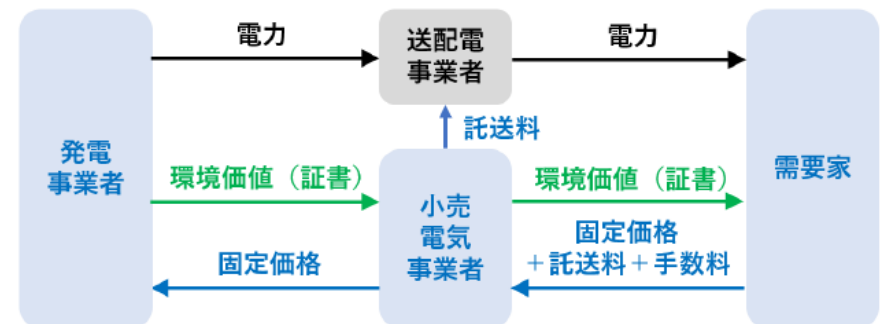 電力
送配電
事業者
電力
託送料
発電
事業者
環境価値（証書）
小売
電気
事業者
環境価値（証書）
需要家
固定価格
固定価格
＋託送料＋手数料